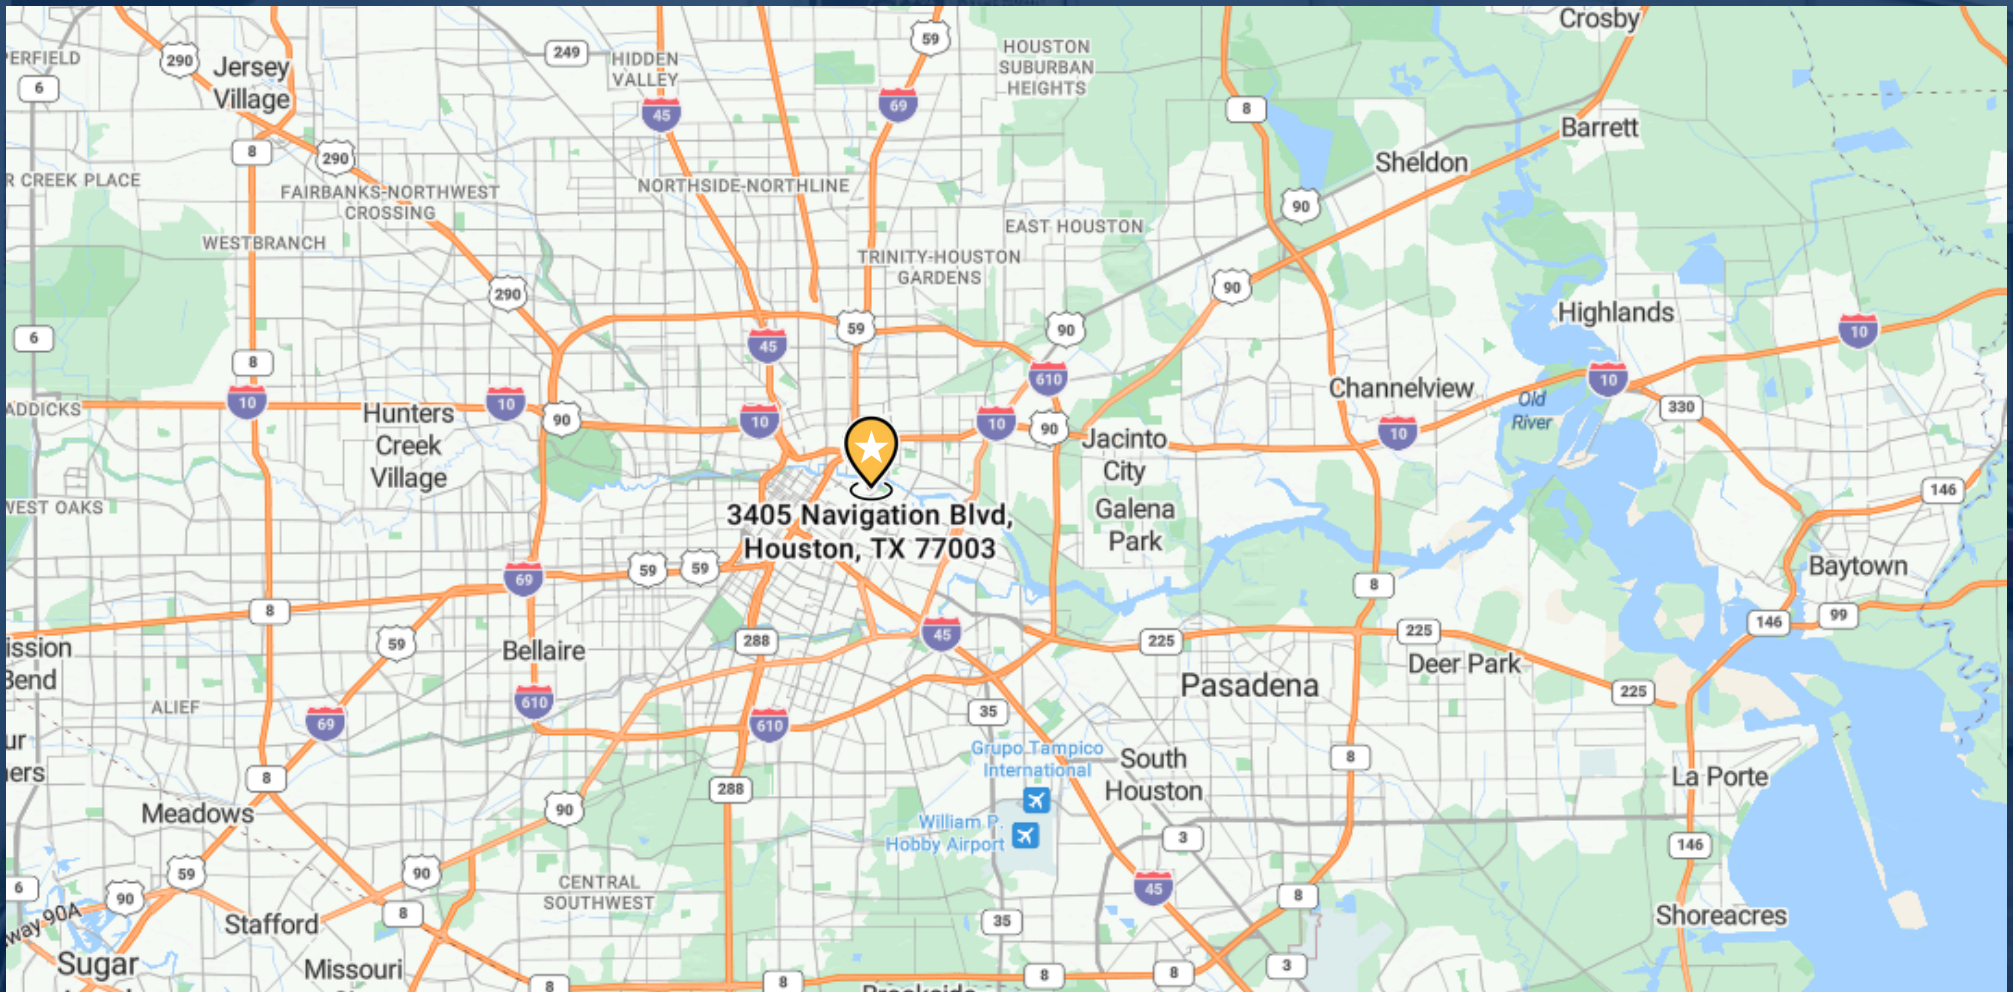 Crosby
59
249
HIDDEN
VALLEY
HOUSTON
SUBURBAN
HEIGHTS
290
Jersey
Village
PERFIELD
6
45
69
8
Barrett
8
290
Sheldon
R CREEK PLACE
FAIRBANKS-NORTHWEST
CROSSING
NORTHSIDE-NORTHLINE
90
EAST HOUSTON
WESTBRANCH
TRINITY-HOUSTON
GARDENS
290
90
Highlands
6
45
59
90
10
8
610
10
Channelview
Old
River
330
10
ADDICKS
Hunters
Creek
Village
10
90
10
10
90
Jacinto
City
10
WEST OAKS
146
3405 Navigation Blvd,
Houston, TX 77003
Galena
Park
69
59
59
8
Baytown
8
146
99
ission
Bend
59
Bellaire
288
45
225
225
Deer Park
Pasadena
225
ALIEF
69
610
610
35
ur
ers
8
Grupo Tampico
International
South
Houston
8
La Porte
Meadows
90
288
William P.
Hobby Airport
3
146
59
90
6
90
CENTRAL
SOUTHWEST
45
8
way 90A
Stafford
8
35
Shoreacres
Sugar
Missouri
8
8
8
8
3